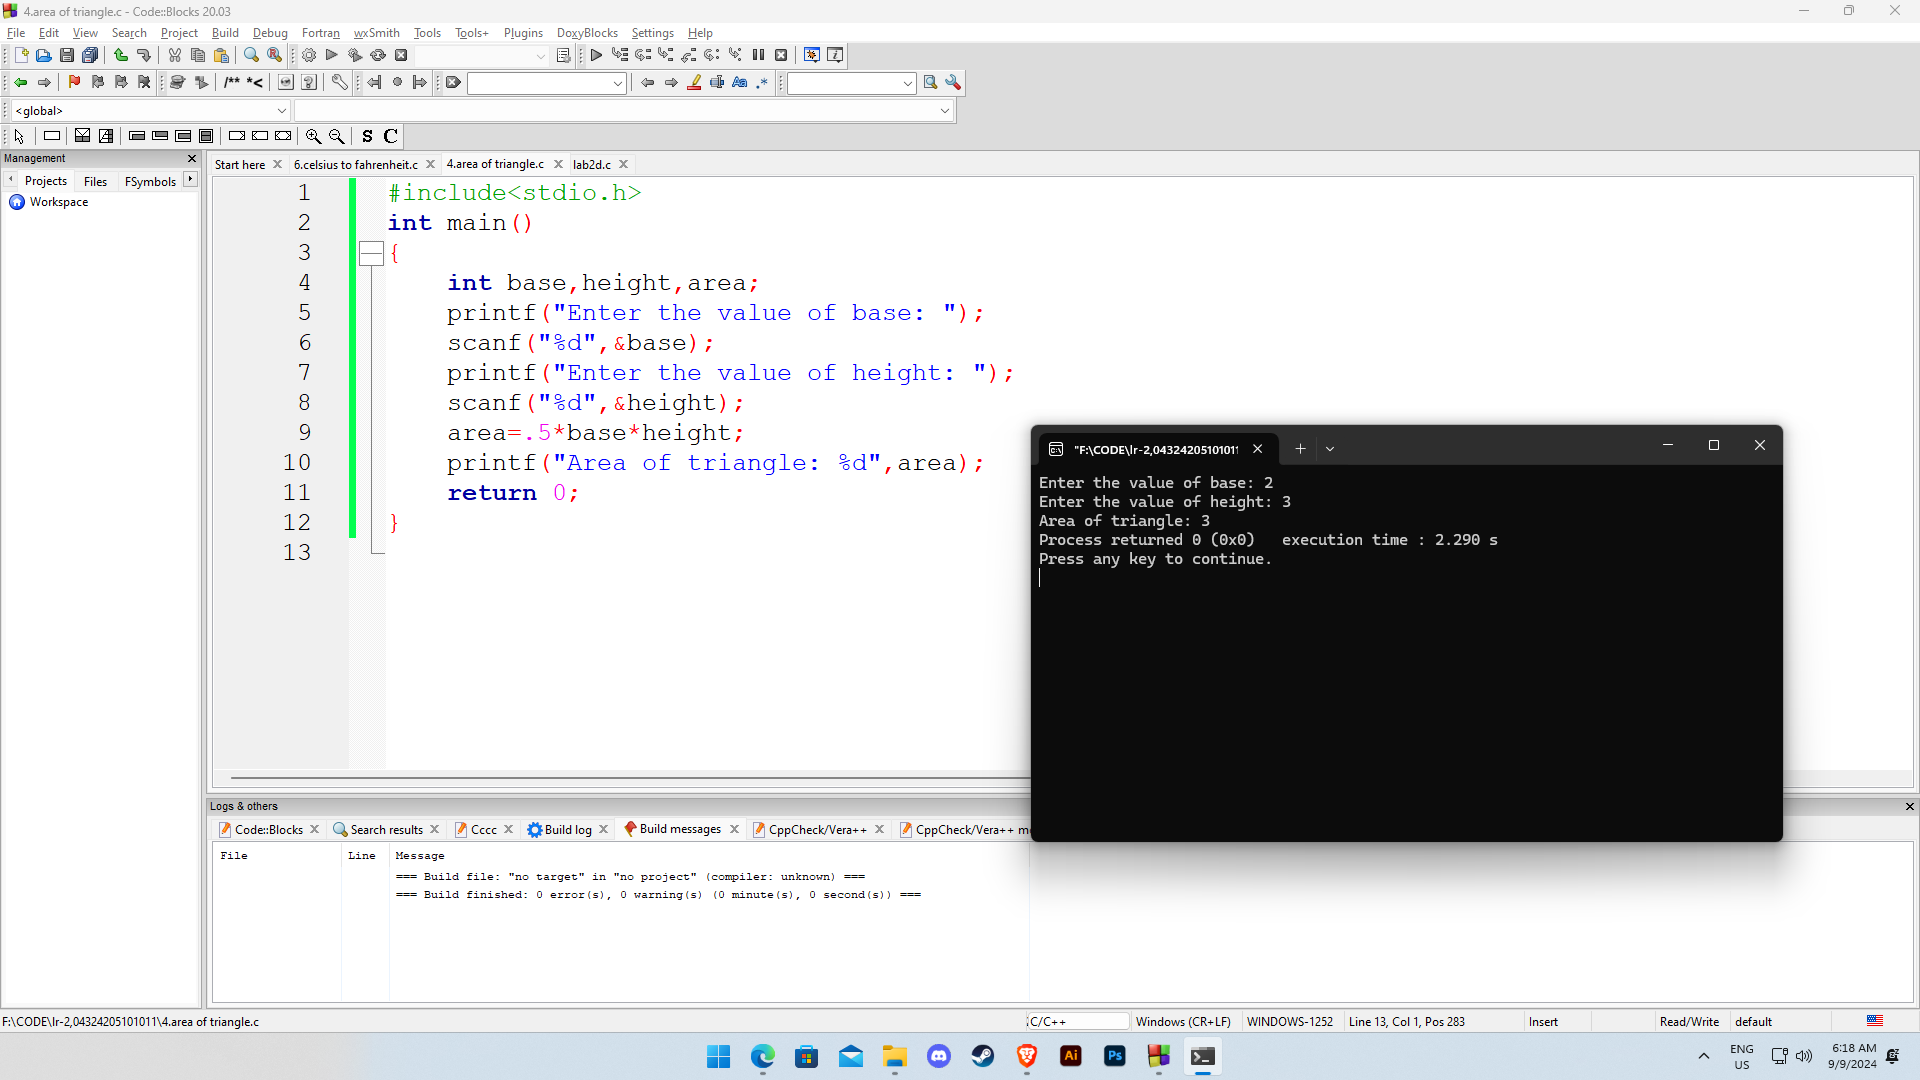 4.area of triangle.c - Code::Blocks 20.03
File Edit View Search Project Build Debug Fortran wxSmith Tools Tools+ Plugins DoxyBlocks Settings Help
/** *<
Aa .*
<global>
S C
Management
Projects Files FSymbols
Workspace
Start here 6.celsius to fahrenheit.c 4.area of triangle.c lab2d.c
1 #include<stdio.h>
2 int main()
3 {
4 int base,height,area;
5 printf("Enter the value of base: ");
6 scanf("%d",&base);
7 printf("Enter the value of height: ");
8 scanf("%d",&height);
9 area=.5*base*height;
10 printf("Area of triangle: %d",area);
11 return 0;
12 }
13
"F:\CODE\lr-2,04324205101011
Enter the value of base: 2
Enter the value of height: 3
Area of triangle: 3
Process returned 0 (0x0) execution time : 2.290 s
Press any key to continue.
Logs & others
Code::Blocks Search results Cccc Build log Build messages CppCheck/Vera++ CppCheck/Vera++
File Line Message
=== Build file: "no target" in "no project" (compiler: unknown) ===
=== Build finished: 0 error(s), 0 warning(s) (0 minute(s), 0 second(s)) ===
F:\CODE\lr-2,04324205101011\4.area of triangle.c C/C++ Windows (CR+LF) WINDOWS-1252 Line 13, Col 1, Pos 283 Insert Read/Write default
Ai Ps
ENG
US
6:18 AM
9/9/2024